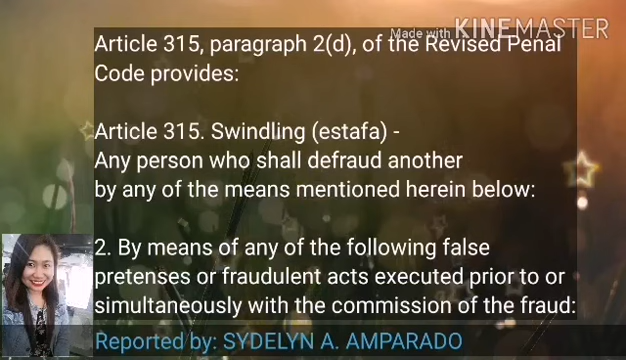 Made with KINEMASTER
Article 315, paragraph 2(d), of the Revised Penal
Code provides:
Article 315. Swindling (estafa) -
Any person who shall defraud another
by any of the means mentioned herein below:
2. By means of any of the following false
pretenses or fraudulent acts executed prior to or
simultaneously with the commission of the fraud:
Reported by: SYDELYN A. AMPARADO